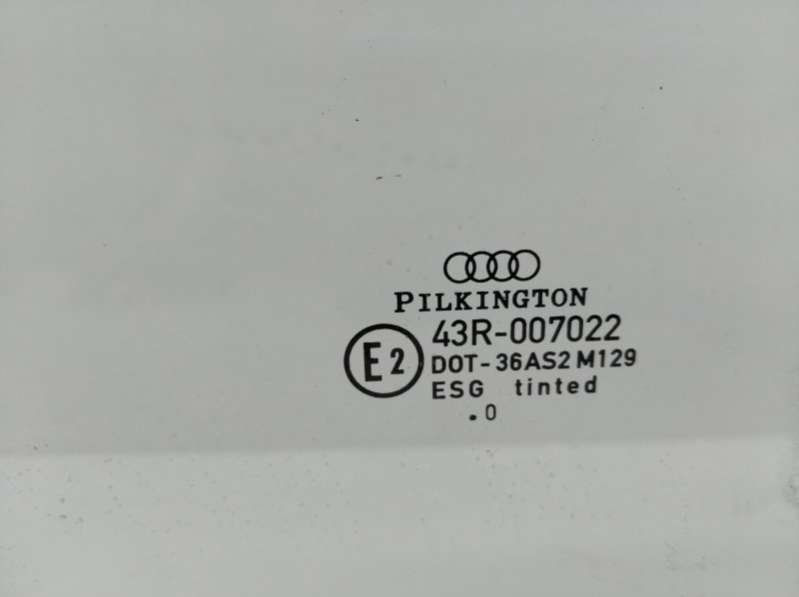 PILKINGTON
43R-007022
E2
DOT-36AS2 M129
ESG tinted
.0